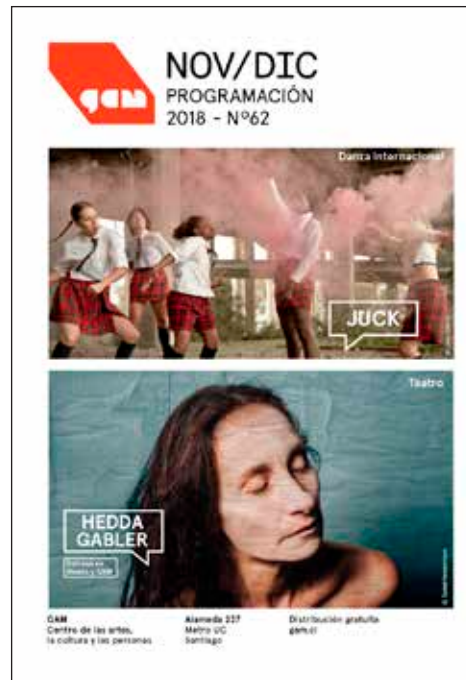 gam
NOV/DIC
PROGRAMACIÓN
2018 - Nº62
Danza Internacional
JUCK
Teatro
HEDDA
GABLER
GAM
Centro de las artes,
la cultura y las personas
Alameda 227
Metro UC
Santiago
Distribución gratuita
gam.cl